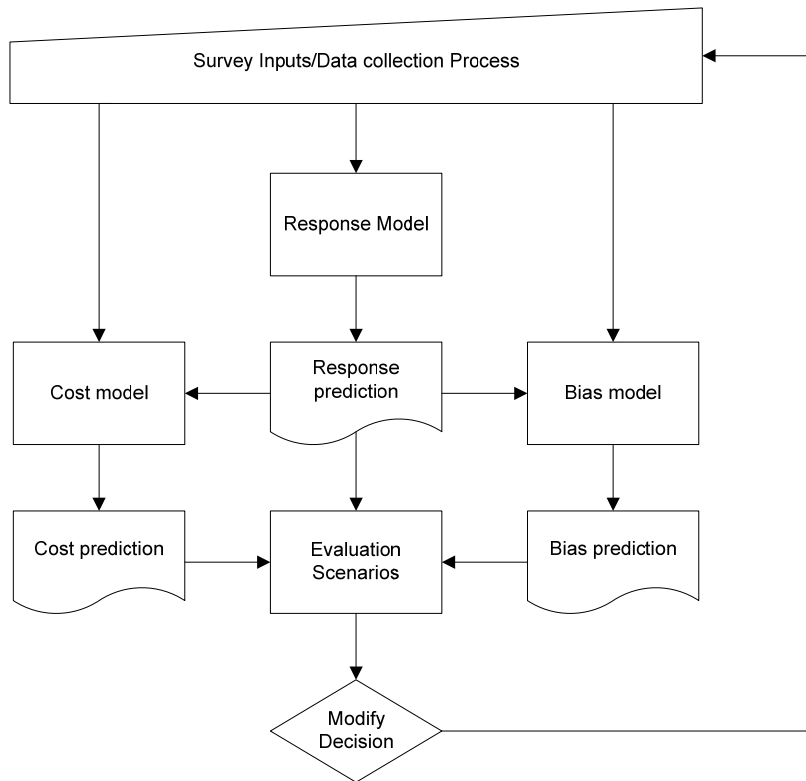 Survey Inputs/Data collection Process
Response Model
Cost model
Response
prediction
Bias model
Cost prediction
Evaluation
Scenarios
Bias prediction
Modify
Decision